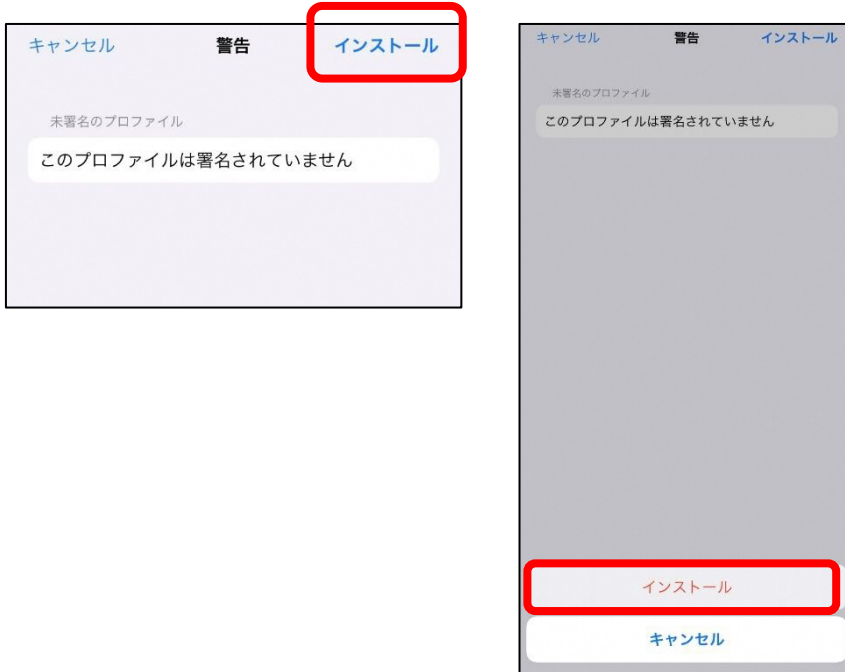 キャンセル 警告 インストール
未署名のプロファイル
このプロファイルは署名されていません
キャンセル 警告 インストール
未署名のプロファイル
このプロファイルは署名されていません
インストール
キャンセル